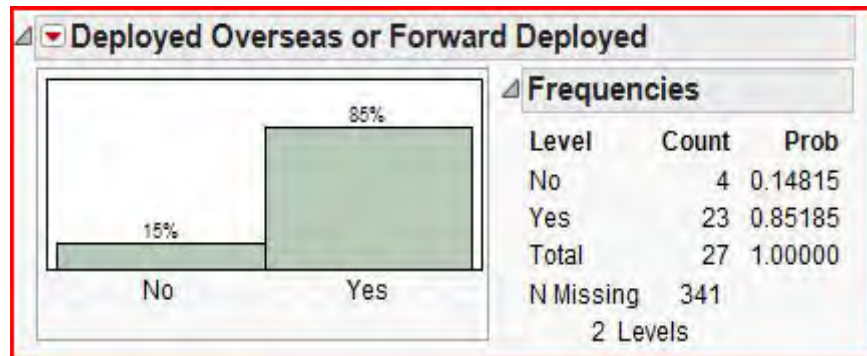 Deployed Overseas or Forward Deployed
85%
15%
No Yes
Frequencies
Level Count Prob
No 4 0.14815
Yes 23 0.85185
Total 27 1.00000
N Missing 341
2 Levels